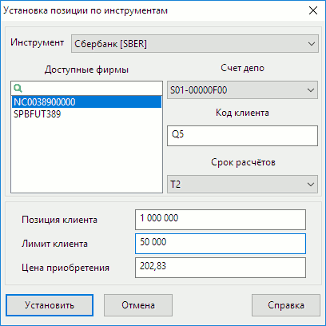 Установка позиции по инструментам
Инструмент Сбербанк [SBER]
Доступные фирмы
NC0038900000
SPBFUT389
Счет депо
S01-00000F00
Код клиента
Q5
Срок расчётов
T2
Позиция клиента 1 000 000
Лимит клиента 50 000
Цена приобретения 202,83
Установить Отмена Справка